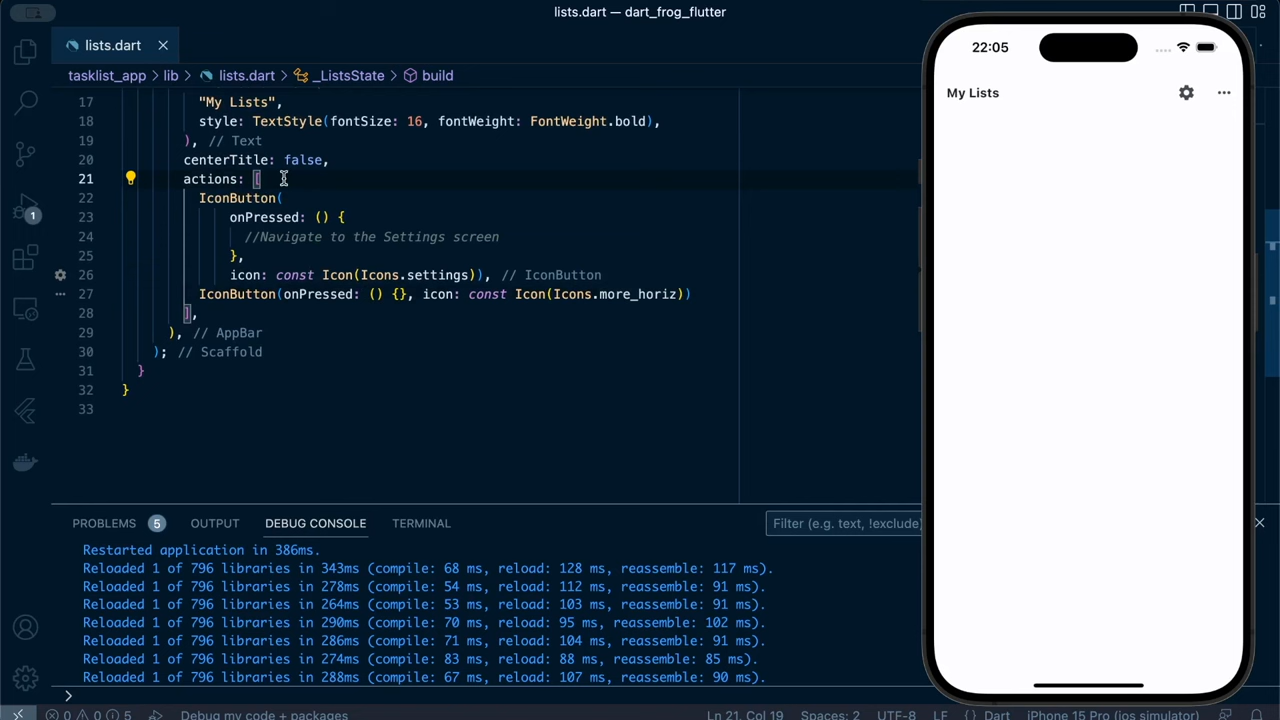 lists.dart — dart_frog_flutter
lists.dart
tasklist_app > lib > lists.dart > _ListsState > build
17 "My Lists",
18 style: TextStyle(fontSize: 16, fontWeight: FontWeight.bold),
19 ), // Text
20 centerTitle: false,
21 actions: [
22 IconButton(
23 onPressed: () {
24 //Navigate to the Settings screen
25 },
26 icon: const Icon(Icons.settings)), // IconButton
27 IconButton(onPressed: () {}, icon: const Icon(Icons.more_horiz))
28 ],
29 ), // AppBar
30 ); // Scaffold
31 }
32 }
33
1
PROBLEMS 5 OUTPUT DEBUG CONSOLE TERMINAL Filter (e.g. text, !exclude)
Restarted application in 386ms.
Reloaded 1 of 796 libraries in 343ms (compile: 68 ms, reload: 128 ms, reassemble: 117 ms).
Reloaded 1 of 796 libraries in 278ms (compile: 54 ms, reload: 112 ms, reassemble: 91 ms).
Reloaded 1 of 796 libraries in 264ms (compile: 53 ms, reload: 103 ms, reassemble: 91 ms).
Reloaded 1 of 796 libraries in 290ms (compile: 70 ms, reload: 95 ms, reassemble: 102 ms).
Reloaded 1 of 796 libraries in 286ms (compile: 71 ms, reload: 104 ms, reassemble: 91 ms).
Reloaded 1 of 796 libraries in 274ms (compile: 83 ms, reload: 88 ms, reassemble: 85 ms).
Reloaded 1 of 796 libraries in 288ms (compile: 67 ms, reload: 107 ms, reassemble: 90 ms).
>
0 0 5 Debug my code + packages Ln 21, Col 19 Spaces: 2 UTF-8 LF {} Dart iPhone 15 Pro (ios simulator)
22:05
My Lists